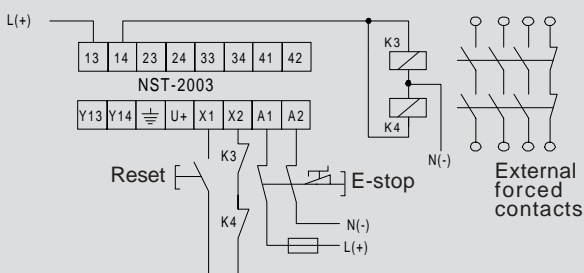 L(+)
K3
13 14 23 24 33 34 41 42
NST-2003
Y13 Y14 U+ X1 X2 A1 A2
K4
N(-)
K3
Reset
E-stop
External
forced
contacts
K4
N(-)
L(+)